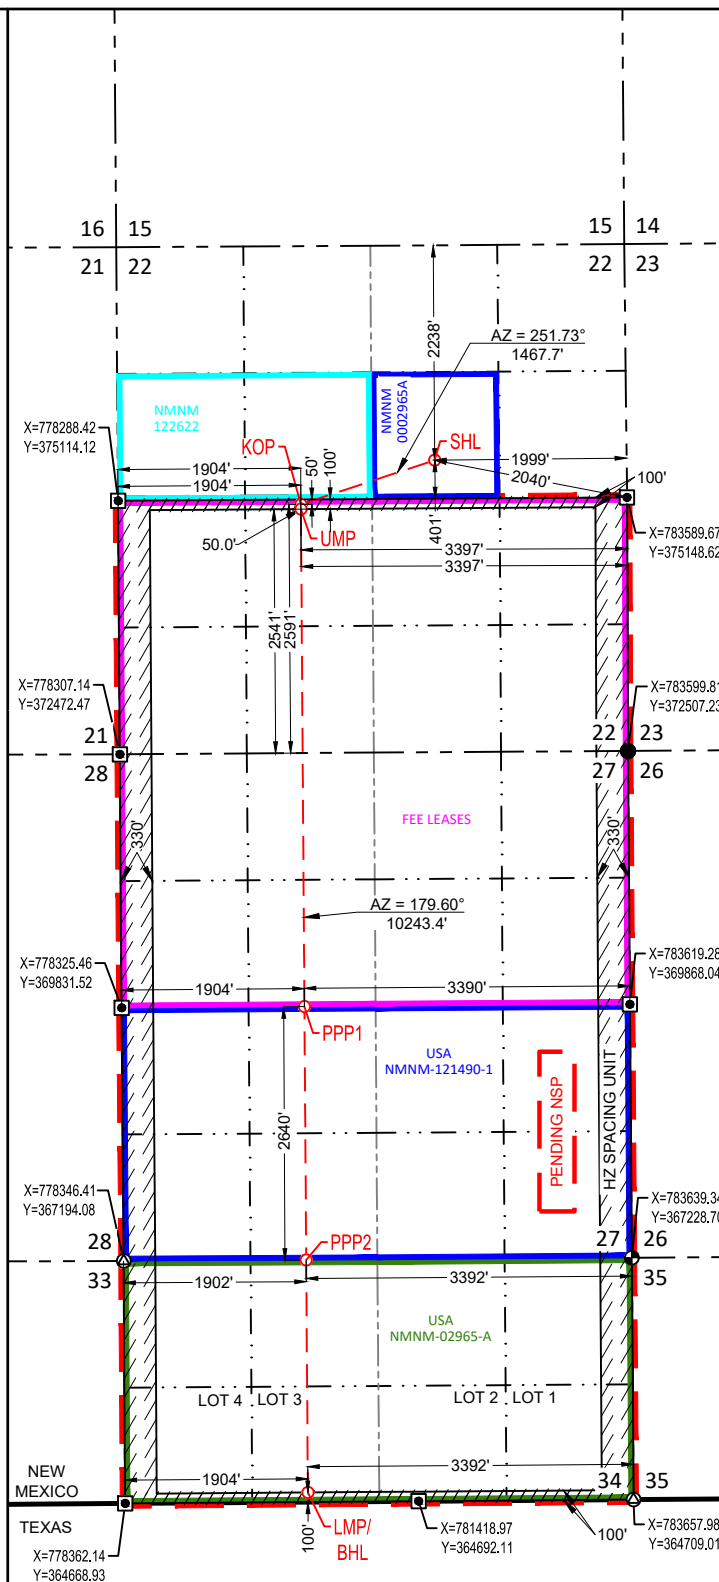 16 15
15 14
21 22
22 23
2238'
AZ = 251.73°
1467.7'
NMNM
122622
NMNM
0002965A
X=778288.42
Y=375114.12
KOP
SHL
1904'
1904'
50'
100'
1999'
2040'
100'
50.0'
UMP
401'
X=783589.67
Y=375148.62
3397'
3397'
2541'
2591'
X=778307.14
Y=372472.47
X=783599.81
Y=372507.23
21
22 23
28
27 26
330'
FEE LEASES
330'
AZ = 179.60°
10243.4'
X=778325.46
Y=369831.52
X=783619.28
Y=369868.04
1904'
3390'
PPP1
USA
NMNM-121490-1
2640'
PENDING NSP
HZ SPACING UNIT
X=778346.41
Y=367194.08
X=783639.34
Y=367228.70
28
PPP2
27 26
33
35
1902'
3392'
USA
NMNM-02965-A
LOT 4 LOT 3
LOT 2 LOT 1
3392'
1904'
34 35
NEW
MEXICO
TEXAS
100'
LMP/
BHL
X=781418.97
Y=364692.11
100'
X=783657.98
Y=364709.01
X=778362.14
Y=364668.93